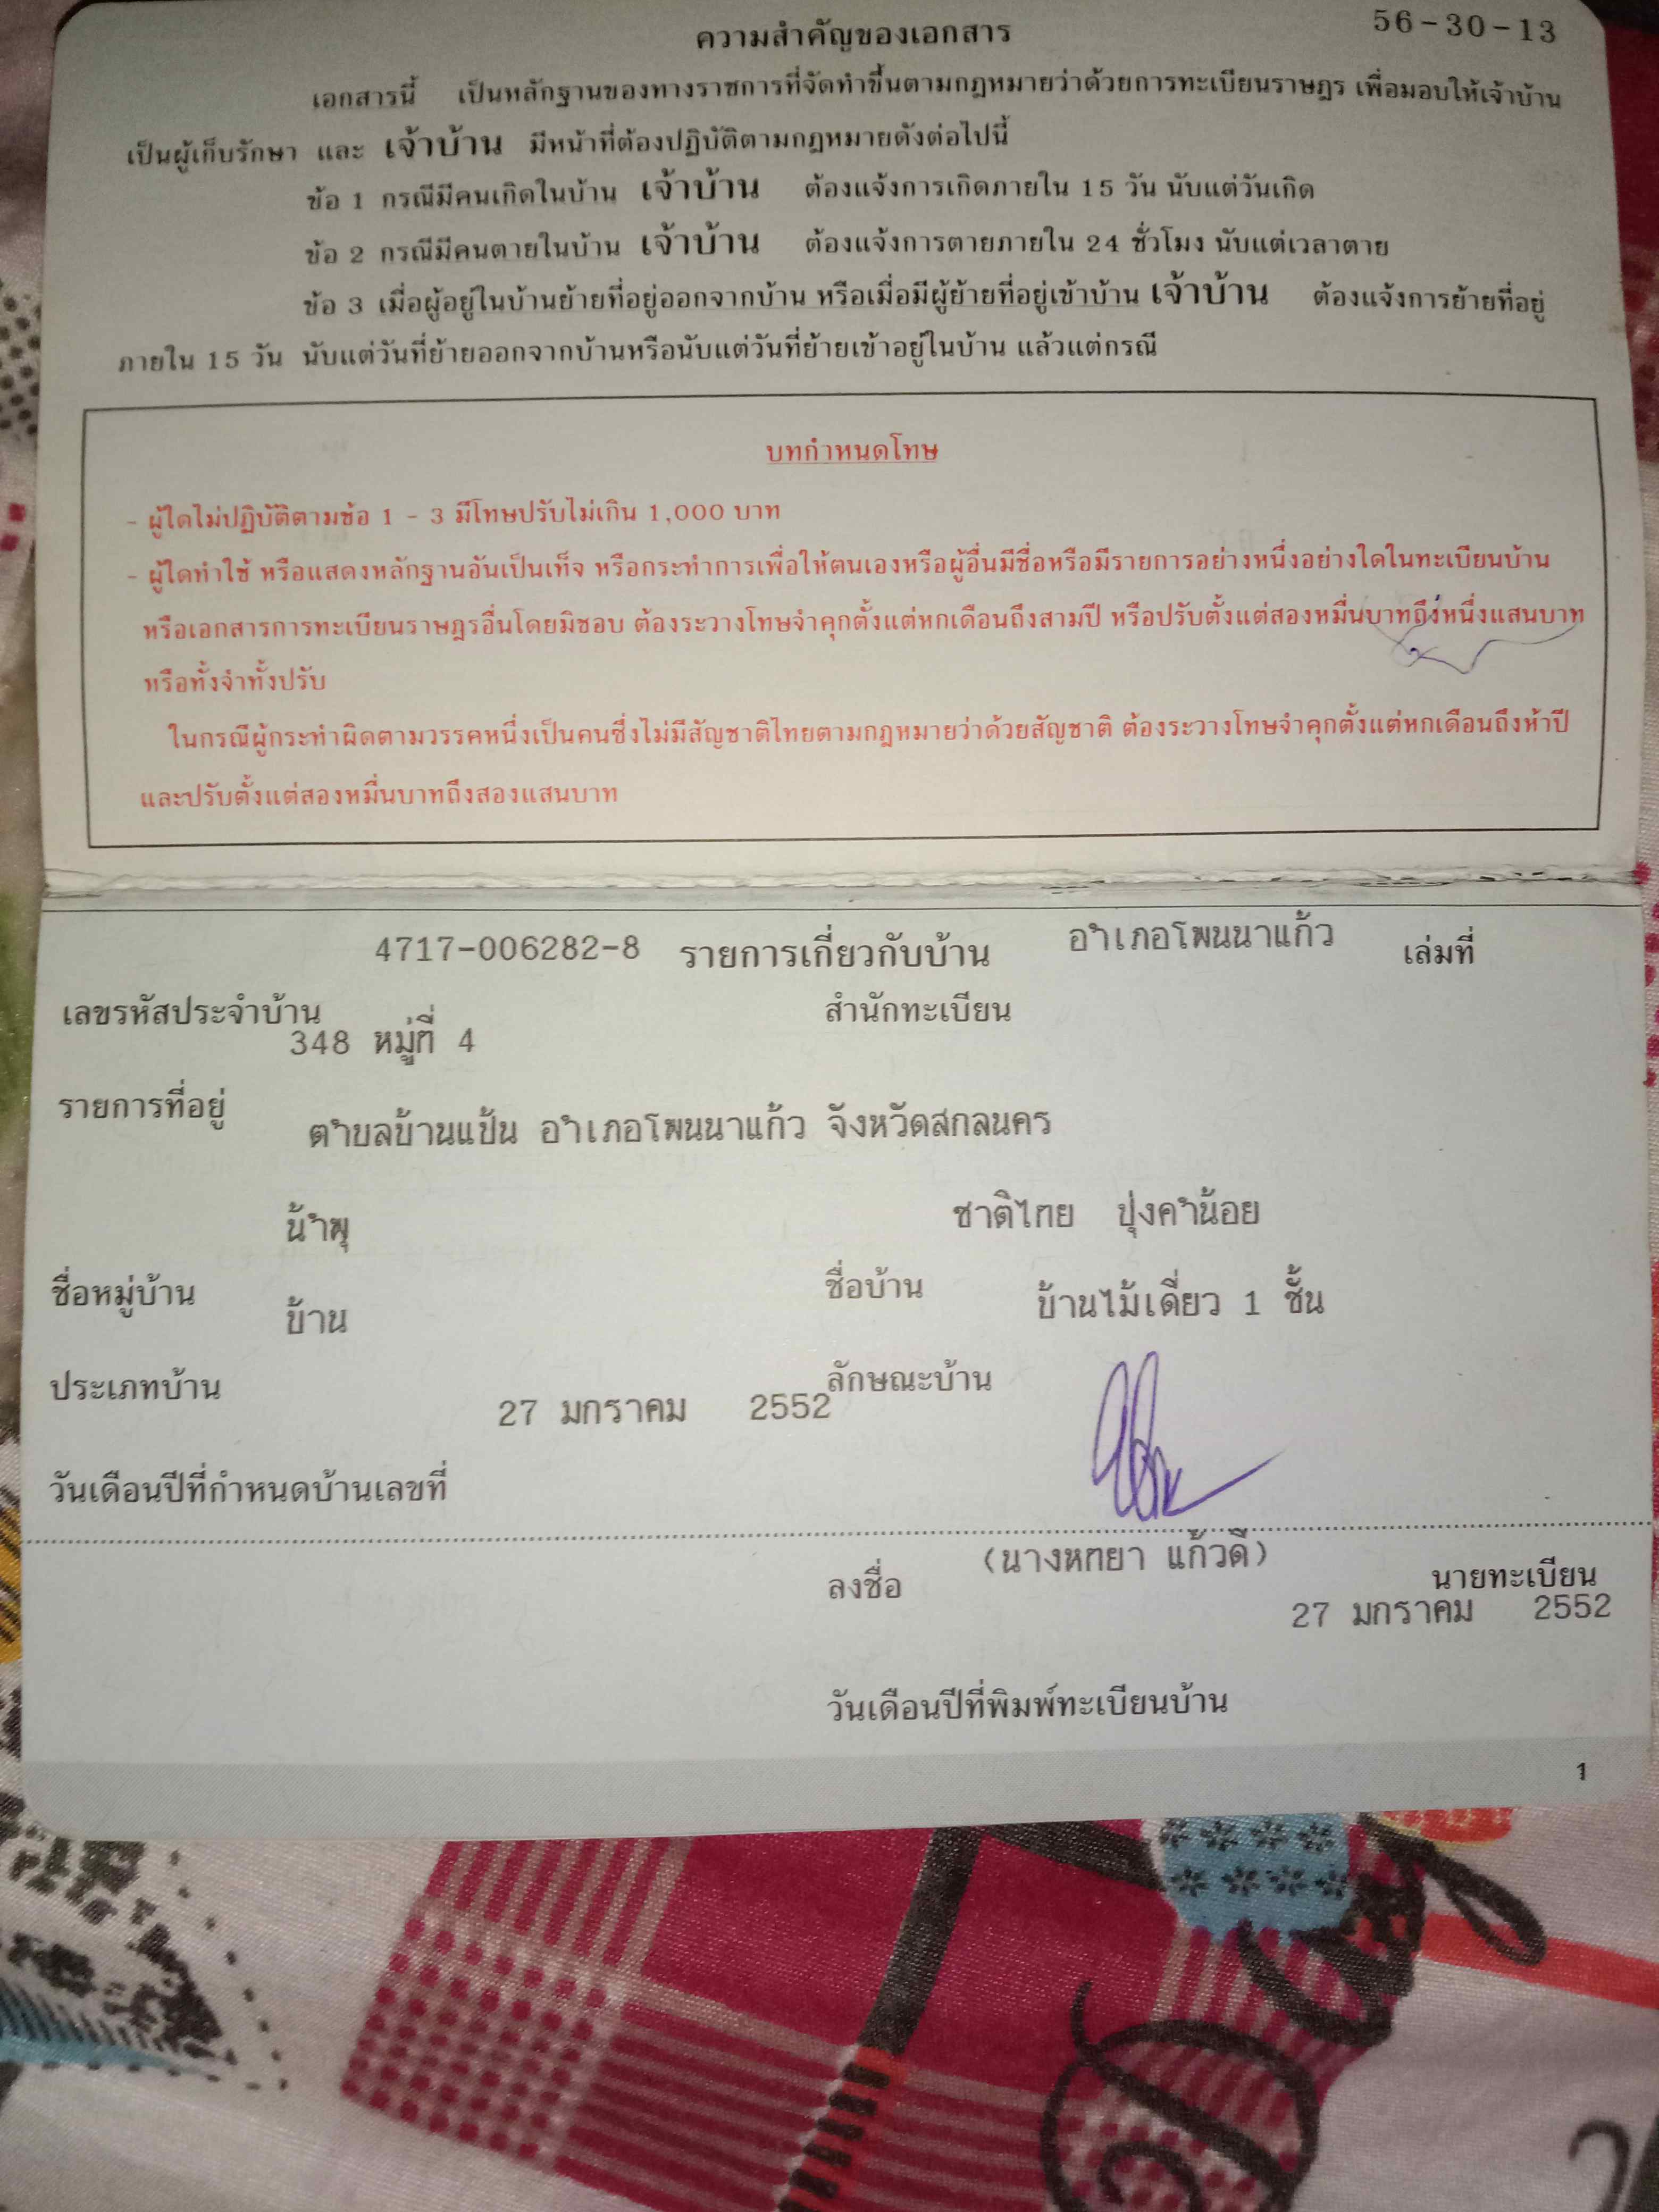 56-30-13
ความสำคัญของเอกสาร
เอกสารนี้ เป็นหลักฐานของทางราชการที่จัดทำขึ้นตามกฎหมายว่าด้วยการทะเบียนราษฎร เพื่อมอบให้เจ้าบ้าน
เป็นผู้เก็บรักษา และ เจ้าบ้าน มีหน้าที่ต้องปฏิบัติตามกฎหมายดังต่อไปนี้
ข้อ 1 กรณีมีคนเกิดในบ้าน เจ้าบ้าน ต้องแจ้งการเกิดภายใน 15 วัน นับแต่วันเกิด
ข้อ 2 กรณีมีคนตายในบ้าน เจ้าบ้าน ต้องแจ้งการตายภายใน 24 ชั่วโมง นับแต่เวลาตาย
ข้อ 3 เมื่อผู้อยู่ในบ้านย้ายที่อยู่ออกจากบ้าน หรือเมื่อมีผู้ย้ายที่อยู่เข้าบ้าน เจ้าบ้าน ต้องแจ้งการย้ายที่อยู่
ภายใน 15 วัน นับแต่วันที่ย้ายออกจากบ้านหรือนับแต่วันที่ย้ายเข้าอยู่ในบ้าน แล้วแต่กรณี
บทกำหนดโทษ
- ผู้ใดไม่ปฏิบัติตามข้อ 1 - 3 มีโทษปรับไม่เกิน 1,000 บาท
- ผู้ใดทำใช้ หรือแสดงหลักฐานอันเป็นเท็จ หรือกระทำการเพื่อให้ตนเองหรือผู้อื่นมีชื่อหรือมีรายการอย่างหนึ่งอย่างใดในทะเบียนบ้าน
หรือเอกสารการทะเบียนราษฎรอื่นโดยมิชอบ ต้องระวางโทษจำคุกตั้งแต่หกเดือนถึงสามปี หรือปรับตั้งแต่สองหมื่นบาทถึงหนึ่งแสนบาท
หรือทั้งจำทั้งปรับ
ในกรณีผู้กระทำผิดตามวรรคหนึ่งเป็นคนซึ่งไม่มีสัญชาติไทยตามกฎหมายว่าด้วยสัญชาติ ต้องระวางโทษจำคุกตั้งแต่หกเดือนถึงห้าปี
และปรับตั้งแต่สองหมื่นบาทถึงสองแสนบาท
4717-006282-8 รายการเกี่ยวกับบ้าน อำเภอโพนนาแก้ว เล่มที่
เลขรหัสประจำบ้าน สำนักทะเบียน
348 หมู่ที่ 4
รายการที่อยู่
ตำบลบ้านแป้น อำเภอโพนนาแก้ว จังหวัดสกลนคร
น้ำพุ ชาติไทย ปุ่งคำน้อย
ชื่อหมู่บ้าน ชื่อบ้าน
บ้าน บ้านไม้เดี่ยว 1 ชั้น
ประเภทบ้าน ลักษณะบ้าน
27 มกราคม 2552
วันเดือนปีที่กำหนดบ้านเลขที่
(นางหทยา แก้วดี)
ลงชื่อ นายทะเบียน
27 มกราคม 2552
วันเดือนปีที่พิมพ์ทะเบียนบ้าน
1